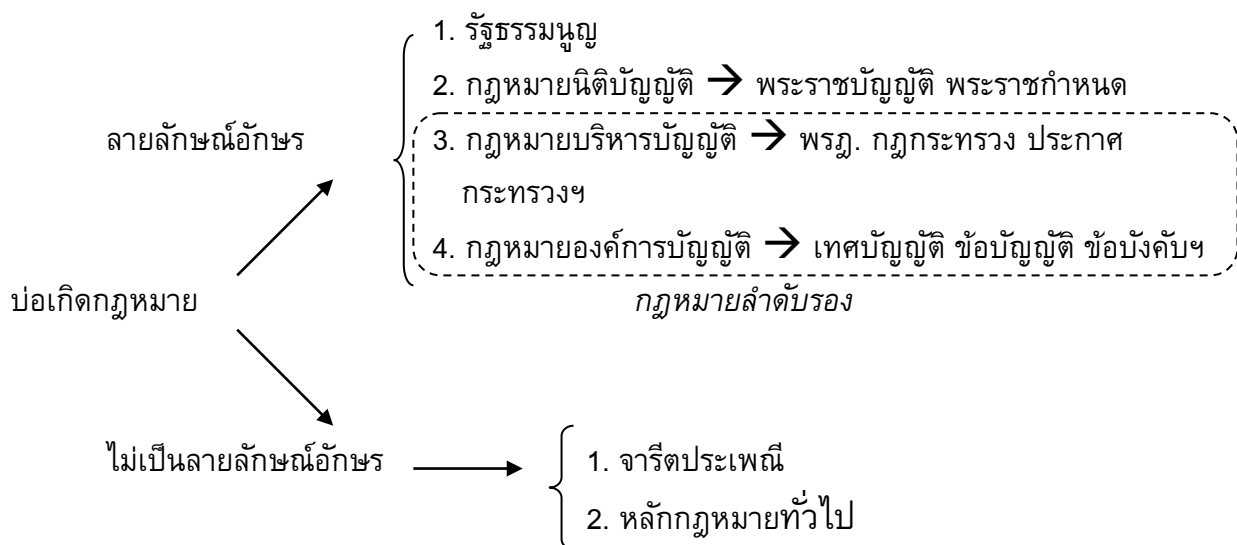 1. รัฐธรรมนูญ
2. กฎหมายนิติบัญญัติ → พระราชบัญญัติ พระราชกำหนด
ลายลักษณ์อักษร
3. กฎหมายบริหารบัญญัติ → พรฎ. กฎกระทรวง ประกาศ
กระทรวงฯ
4. กฎหมายองค์การบัญญัติ → เทศบัญญัติ ข้อบัญญัติ ข้อบังคับฯ
บ่อเกิดกฎหมาย
กฎหมายลำดับรอง
ไม่เป็นลายลักษณ์อักษร
1. จารีตประเพณี
2. หลักกฎหมายทั่วไป